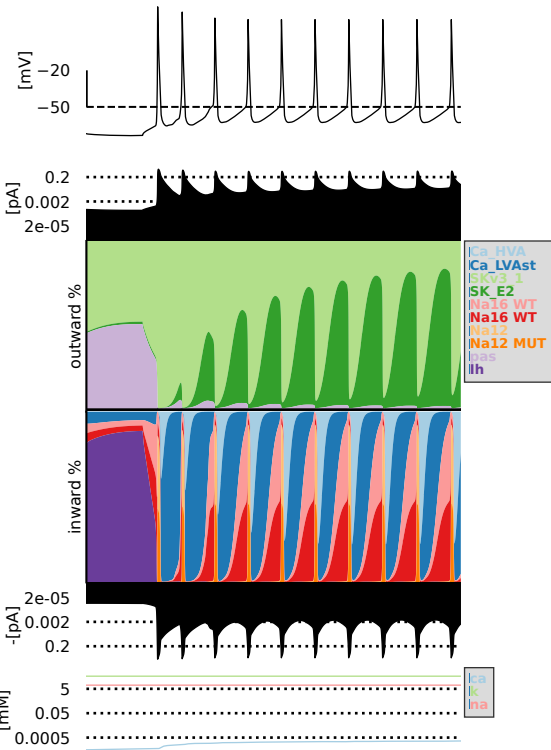 [mV]
−20
−50
[pA]
0.2
0.002
2e-05
outward %
Ca_HVA
Ca_LVAst
SKv3_1
SK_E2
Na16 WT
Na16 WT
Na12
Na12 MUT
pas
Ih
inward %
-[pA]
2e-05
0.002
0.2
[mM]
5
0.05
0.0005
ca
k
na